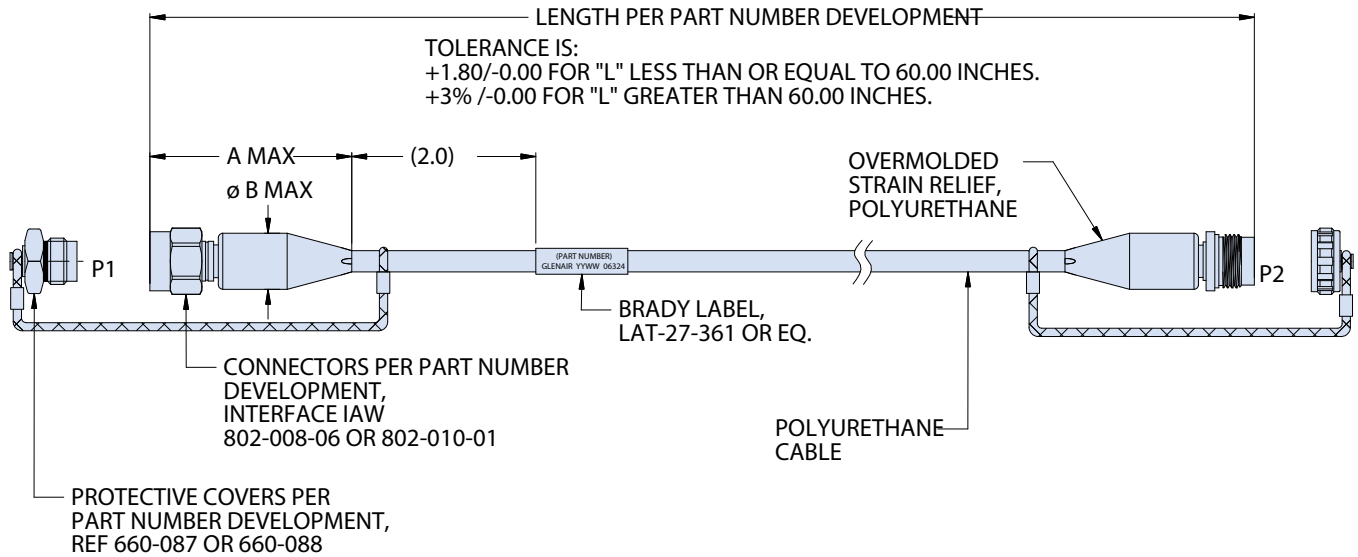 LENGTH PER PART NUMBER DEVELOPMENT
TOLERANCE IS:
+1.80/-0.00 FOR "L" LESS THAN OR EQUAL TO 60.00 INCHES.
+3% /-0.00 FOR "L" GREATER THAN 60.00 INCHES.
A MAX
(2.0)
ø B MAX
OVERMOLDED
STRAIN RELIEF,
POLYURETHANE
P1
(PART NUMBER)
GLENAIR YYWW 06324
P2
BRADY LABEL,
LAT-27-361 OR EQ.
CONNECTORS PER PART NUMBER
DEVELOPMENT,
INTERFACE IAW
802-008-06 OR 802-010-01
POLYURETHANE
CABLE
PROTECTIVE COVERS PER
PART NUMBER DEVELOPMENT,
REF 660-087 OR 660-088